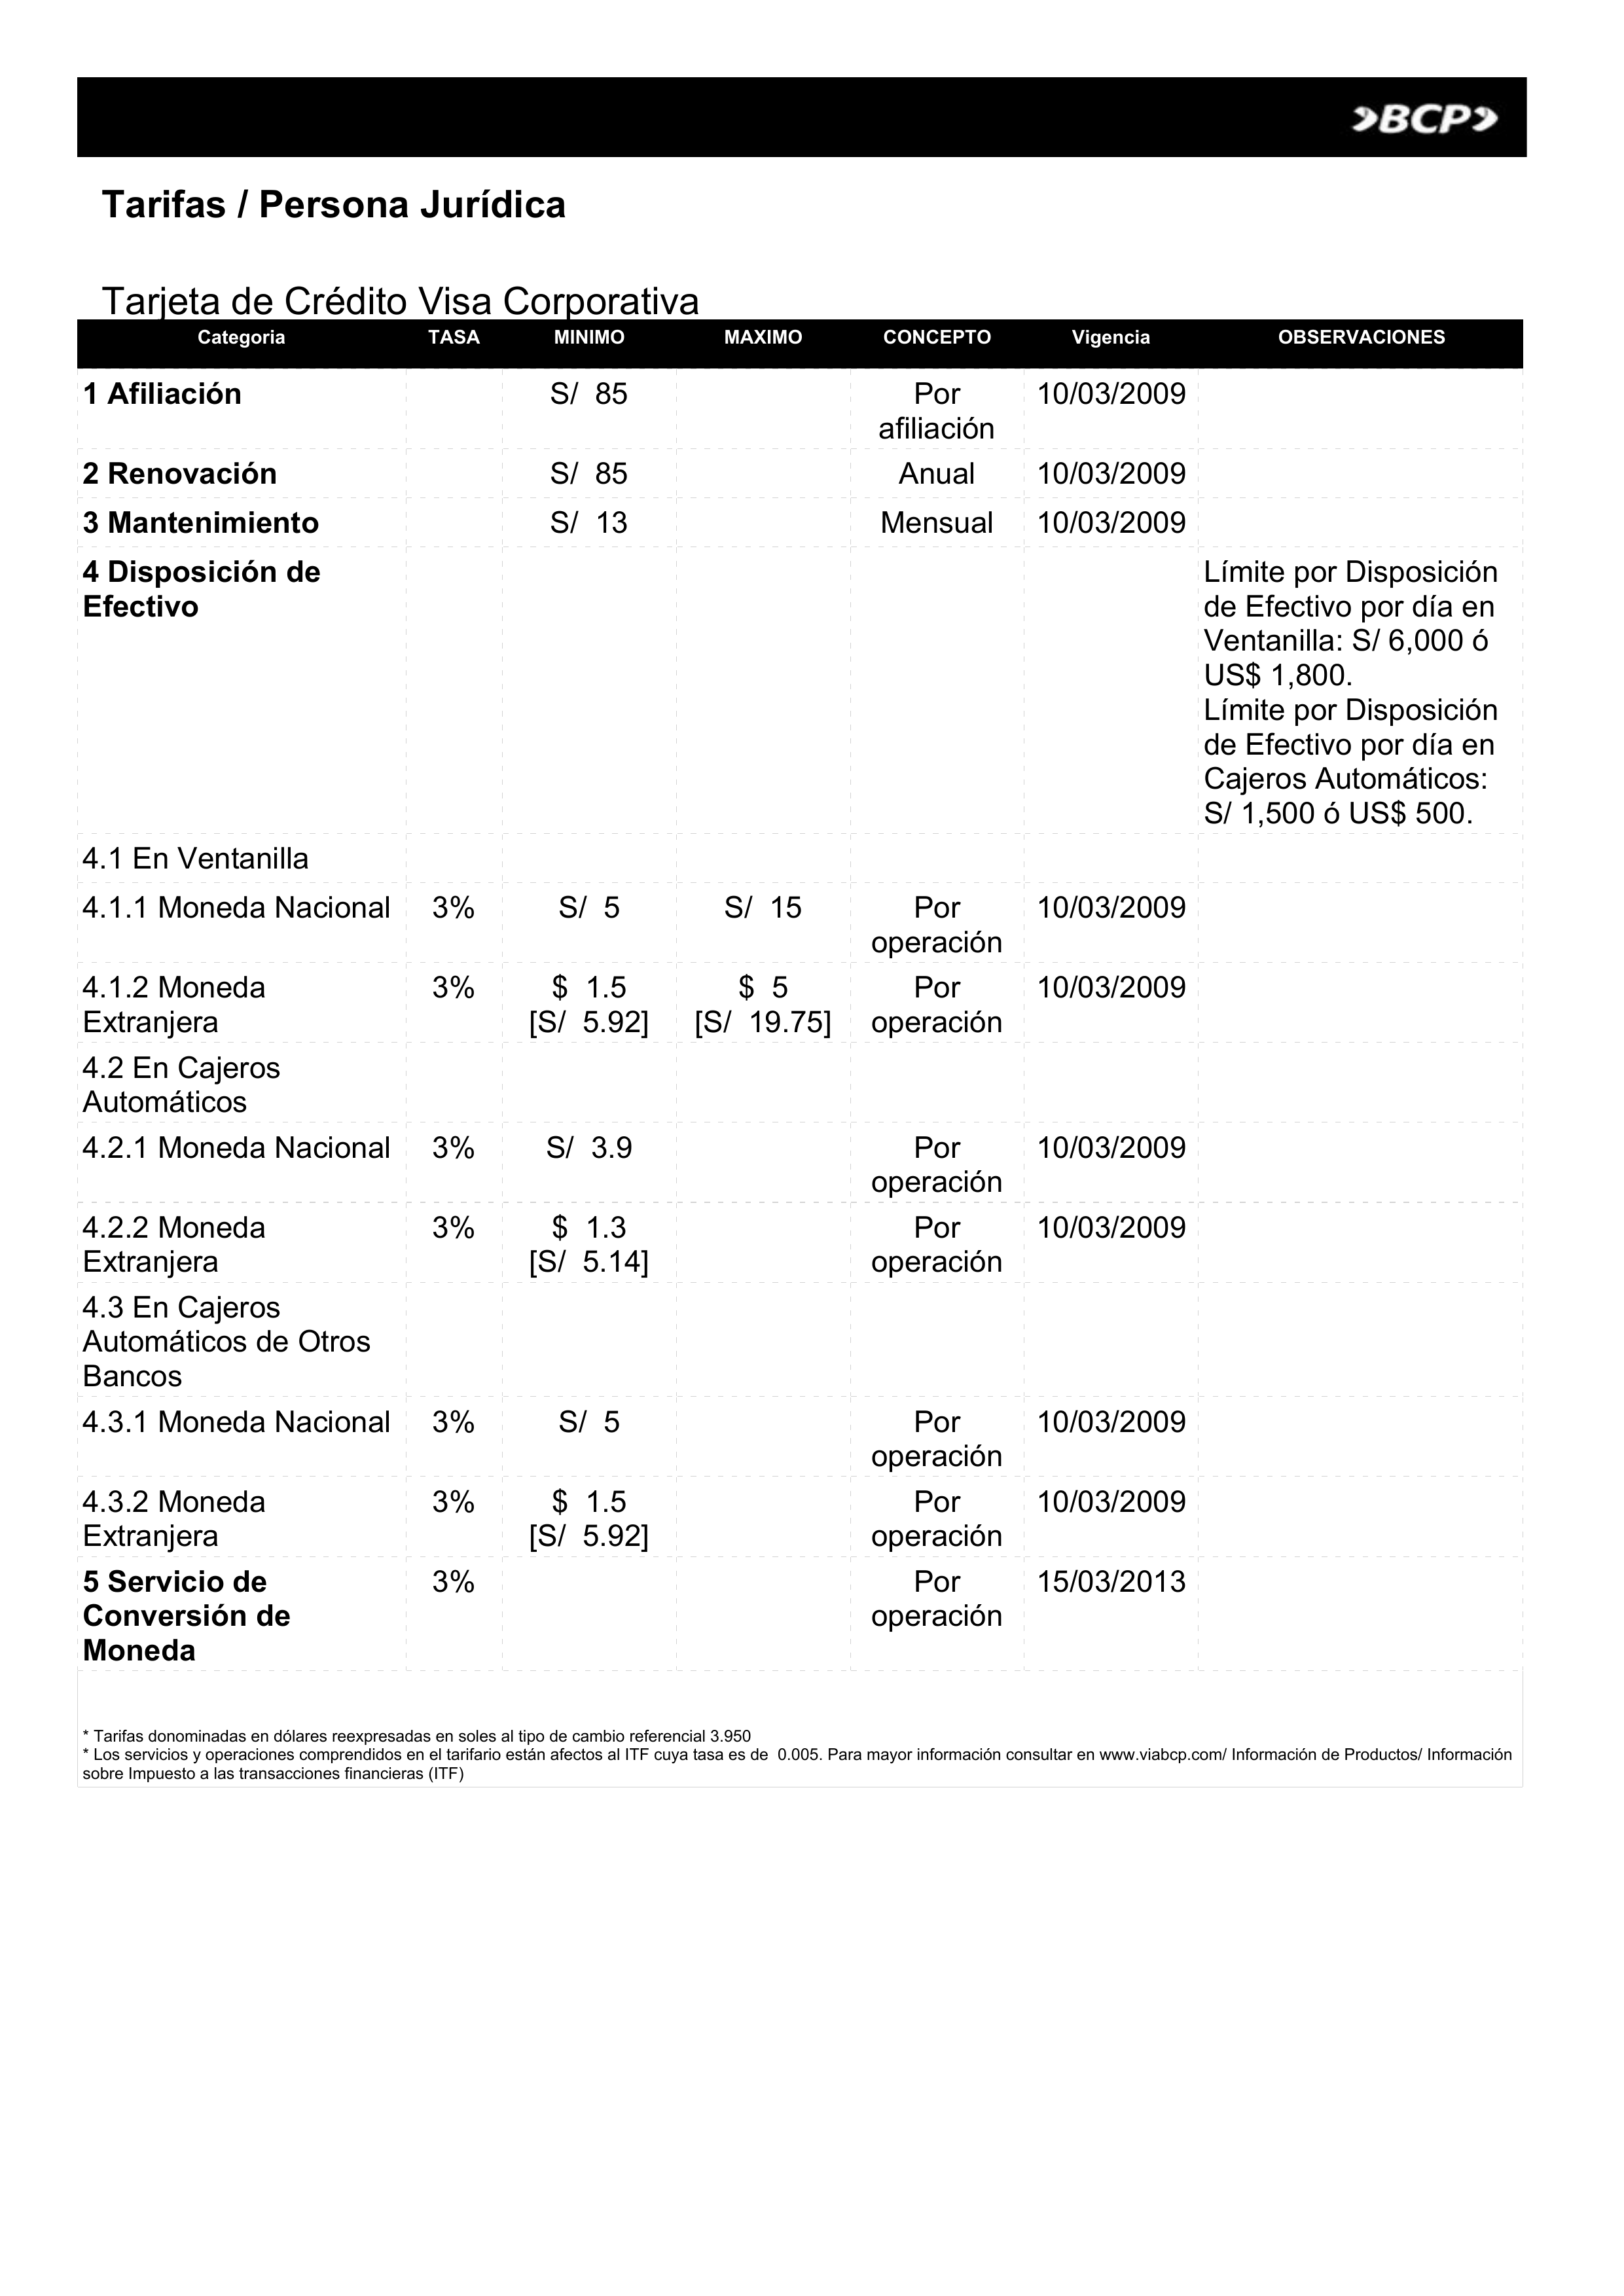 BCP
Tarifas / Persona Jurídica
Tarjeta de Crédito Visa Corporativa
Categoria TASA MINIMO MAXIMO CONCEPTO Vigencia OBSERVACIONES
1 Afiliación S/ 85 Por 10/03/2009
afiliación
2 Renovación S/ 85 Anual 10/03/2009
3 Mantenimiento S/ 13 Mensual 10/03/2009
4 Disposición de Límite por Disposición
Efectivo de Efectivo por día en
Ventanilla: S/ 6,000 ó
US$ 1,800.
Límite por Disposición
de Efectivo por día en
Cajeros Automáticos:
S/ 1,500 ó US$ 500.
4.1 En Ventanilla
4.1.1 Moneda Nacional 3% S/ 5 S/ 15 Por 10/03/2009
operación
4.1.2 Moneda 3% $ 1.5 $ 5 Por 10/03/2009
Extranjera [S/ 5.92] [S/ 19.75] operación
4.2 En Cajeros
Automáticos
4.2.1 Moneda Nacional 3% S/ 3.9 Por 10/03/2009
operación
4.2.2 Moneda 3% $ 1.3 Por 10/03/2009
Extranjera [S/ 5.14] operación
4.3 En Cajeros
Automáticos de Otros
Bancos
4.3.1 Moneda Nacional 3% S/ 5 Por 10/03/2009
operación
4.3.2 Moneda 3% $ 1.5 Por 10/03/2009
Extranjera [S/ 5.92] operación
5 Servicio de 3% Por 15/03/2013
Conversión de operación
Moneda
* Tarifas donominadas en dólares reexpresadas en soles al tipo de cambio referencial 3.950
* Los servicios y operaciones comprendidos en el tarifario están afectos al ITF cuya tasa es de 0.005. Para mayor información consultar en www.viabcp.com/ Información de Productos/ Información
sobre Impuesto a las transacciones financieras (ITF)